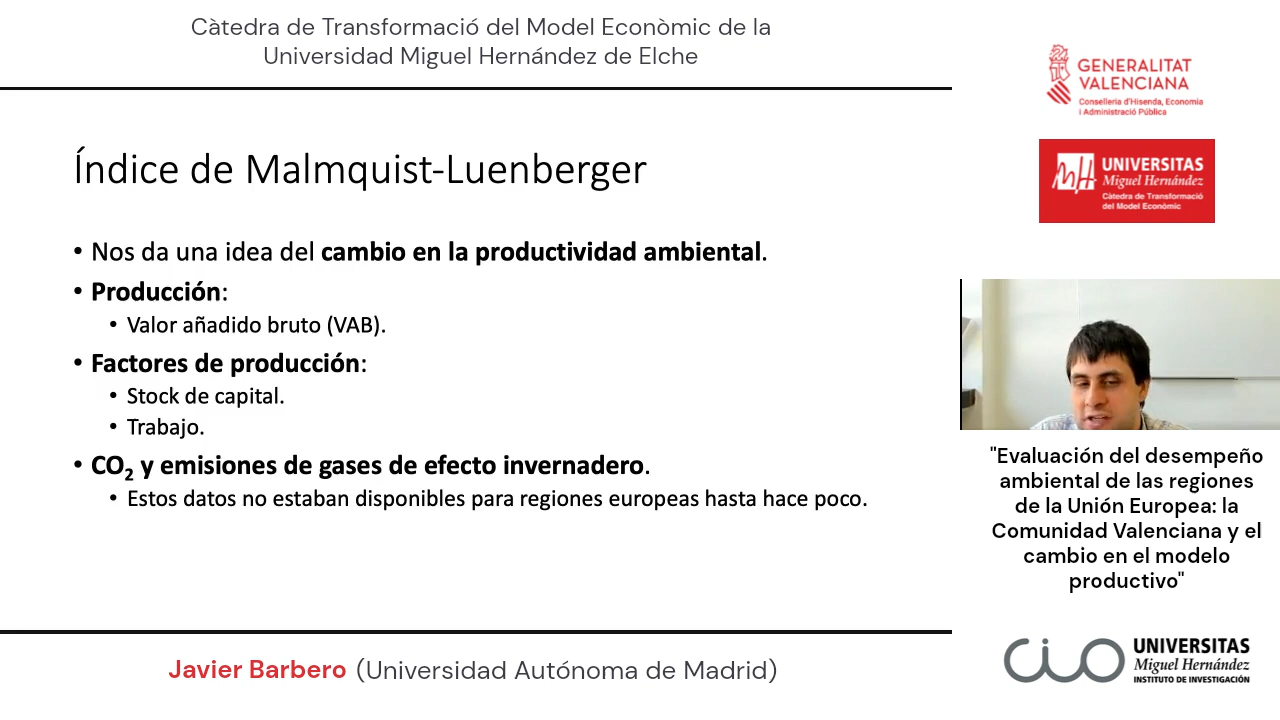 Càtedra de Transformació del Model Econòmic de la
Universidad Miguel Hernández de Elche
GENERALITAT
VALENCIANA
Conselleria d'Hisenda, Economia
i Administració Pública
UNIVERSITAS
Miguel Hernández
Càtedra de Transformació
del Model Econòmic
Índice de Malmquist-Luenberger
• Nos da una idea del cambio en la productividad ambiental.
• Producción:
• Valor añadido bruto (VAB).
• Factores de producción:
• Stock de capital.
• Trabajo.
• CO₂ y emisiones de gases de efecto invernadero.
• Estos datos no estaban disponibles para regiones europeas hasta hace poco.
"Evaluación del desempeño
ambiental de las regiones
de la Unión Europea: la
Comunidad Valenciana y el
cambio en el modelo
productivo"
Javier Barbero (Universidad Autónoma de Madrid)
CIO
UNIVERSITAS
Miguel Hernández
INSTITUTO DE INVESTIGACIÓN